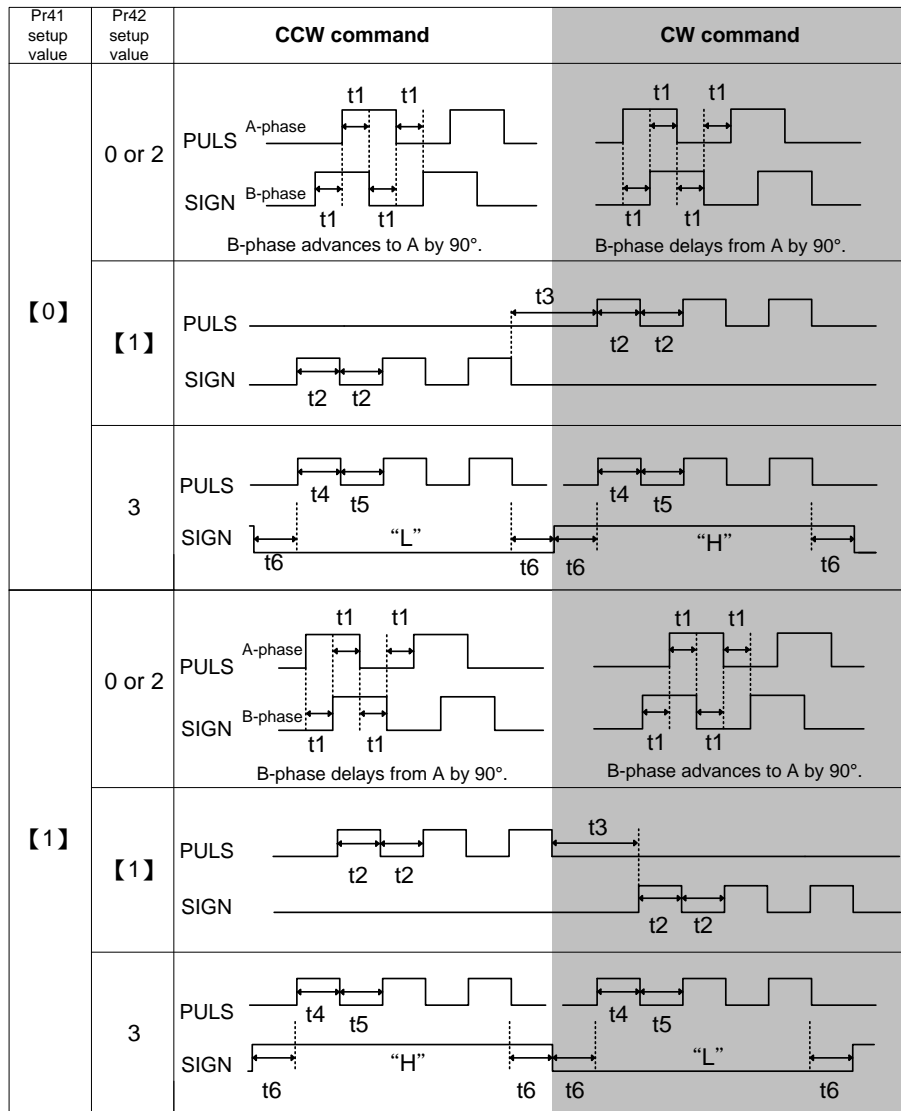 Pr41 setup value
Pr42 setup value
CCW command
CW command
【0】
0 or 2
t1 t1
t1 t1
PULS A-phase
SIGN B-phase
t1 t1
t1 t1
B-phase advances to A by 90°.
B-phase delays from A by 90°.
【1】
t3
PULS
t2 t2
SIGN
t2 t2
3
PULS
t4 t5
t4 t5
SIGN
"L"
"H"
t6 t6 t6 t6
【1】
0 or 2
t1 t1
t1 t1
PULS A-phase
SIGN B-phase
t1 t1
t1 t1
B-phase delays from A by 90°.
B-phase advances to A by 90°.
【1】
t3
PULS
t2 t2
SIGN
t2 t2
3
PULS
t4 t5
t4 t5
SIGN
"H"
"L"
t6 t6 t6 t6